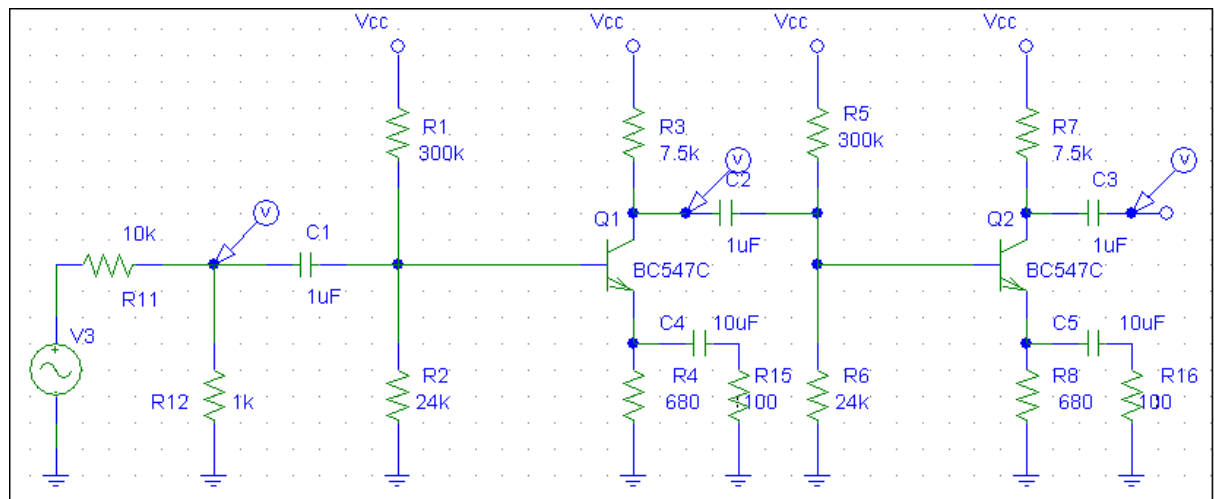 Vcc
Vcc
Vcc
Vcc
R1
300k
R3
7.5k
R5
300k
R7
7.5k
V
V
V
C2
1uF
C3
1uF
Q1
BC547C
Q2
BC547C
10k
R11
C1
1uF
V3
R12
1k
R2
24k
C4
10uF
R4
680
R15
100
R6
24k
C5
10uF
R8
680
R16
100